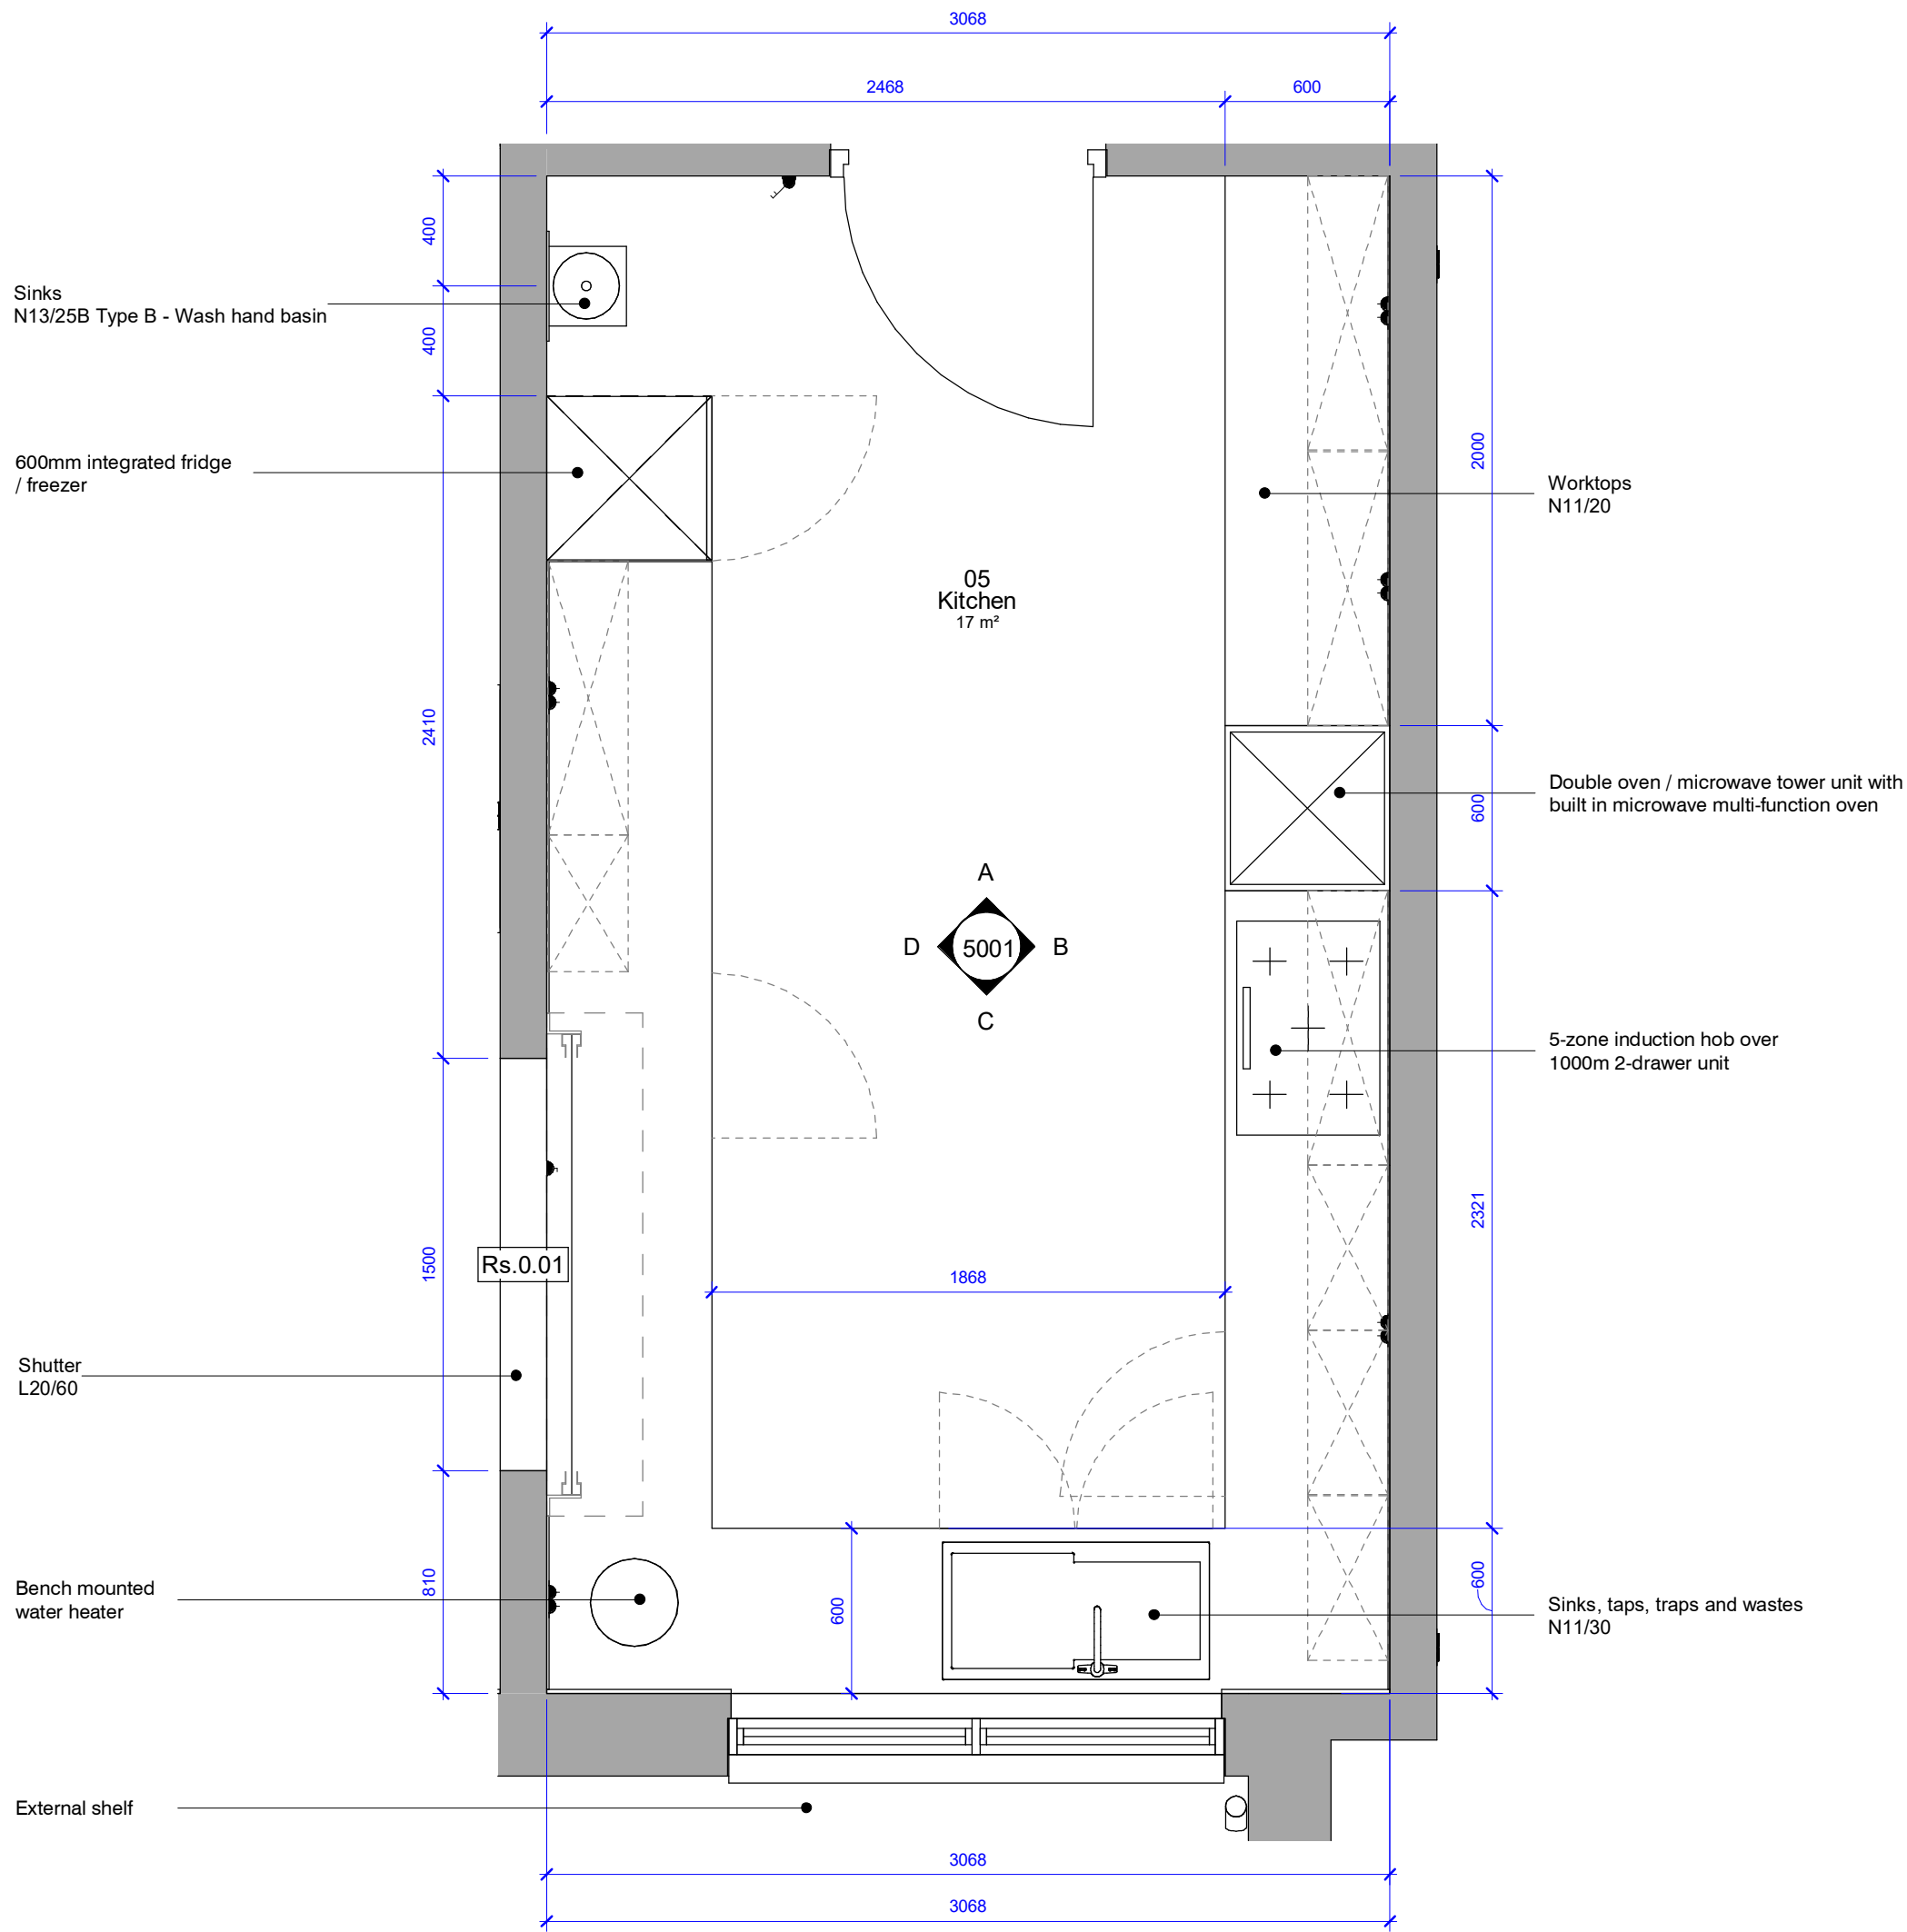 3068
2468
600
400
400
Sinks
N13/25B Type B - Wash hand basin
600mm integrated fridge
/ freezer
2000
Worktops
N11/20
05
Kitchen
17 m²
2410
600
Double oven / microwave tower unit with
built in microwave multi-function oven
A
D
5001
B
C
5-zone induction hob over
1000m 2-drawer unit
2321
1500
Rs.0.01
1868
Shutter
L20/60
810
Bench mounted
water heater
600
600
Sinks, taps, traps and wastes
N11/30
External shelf
3068
3068